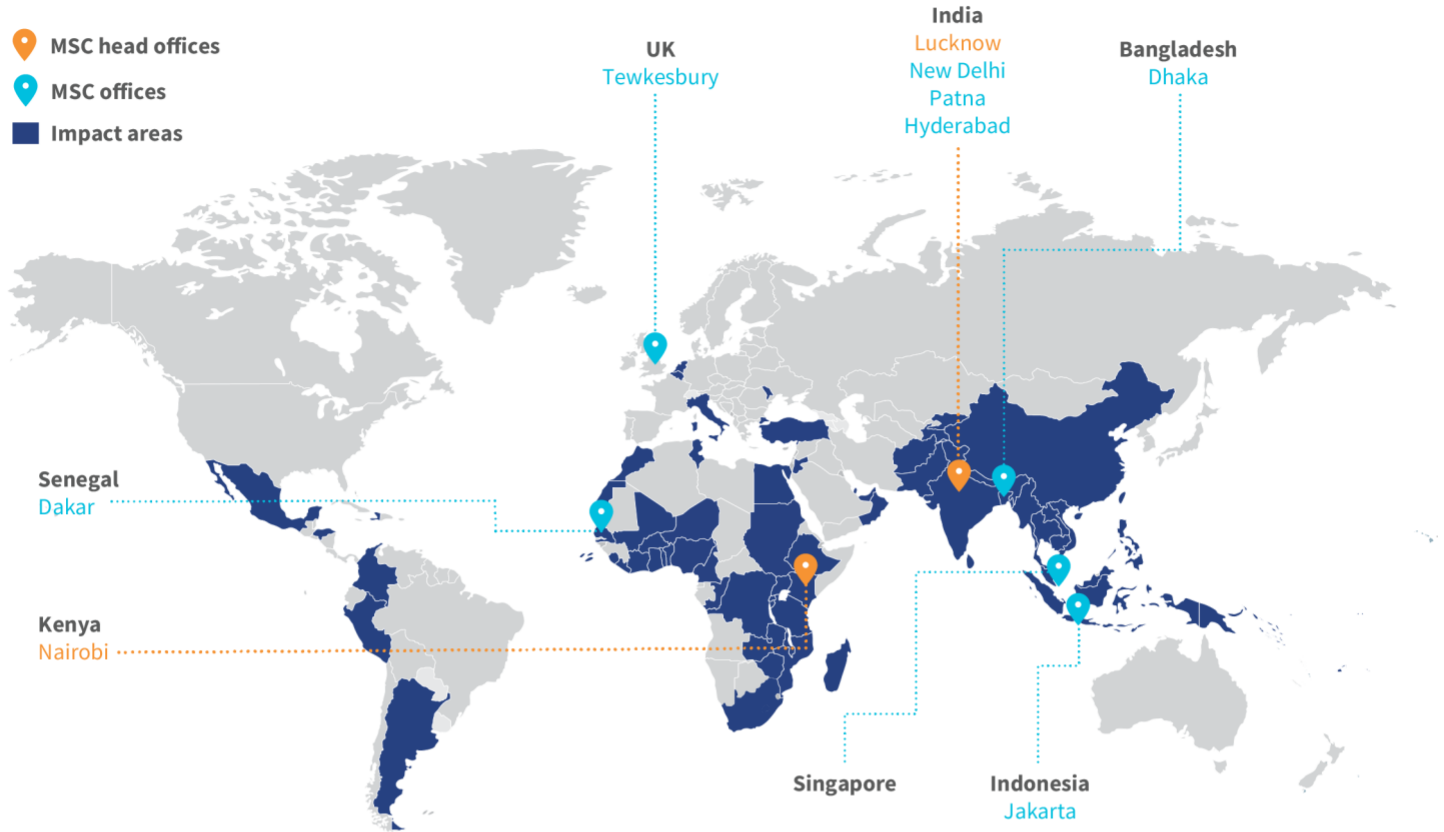 MSC head offices
MSC offices
Impact areas
UK
Tewkesbury
India
Lucknow
New Delhi
Patna
Hyderabad
Bangladesh
Dhaka
Senegal
Dakar
Kenya
Nairobi
Singapore
Indonesia
Jakarta